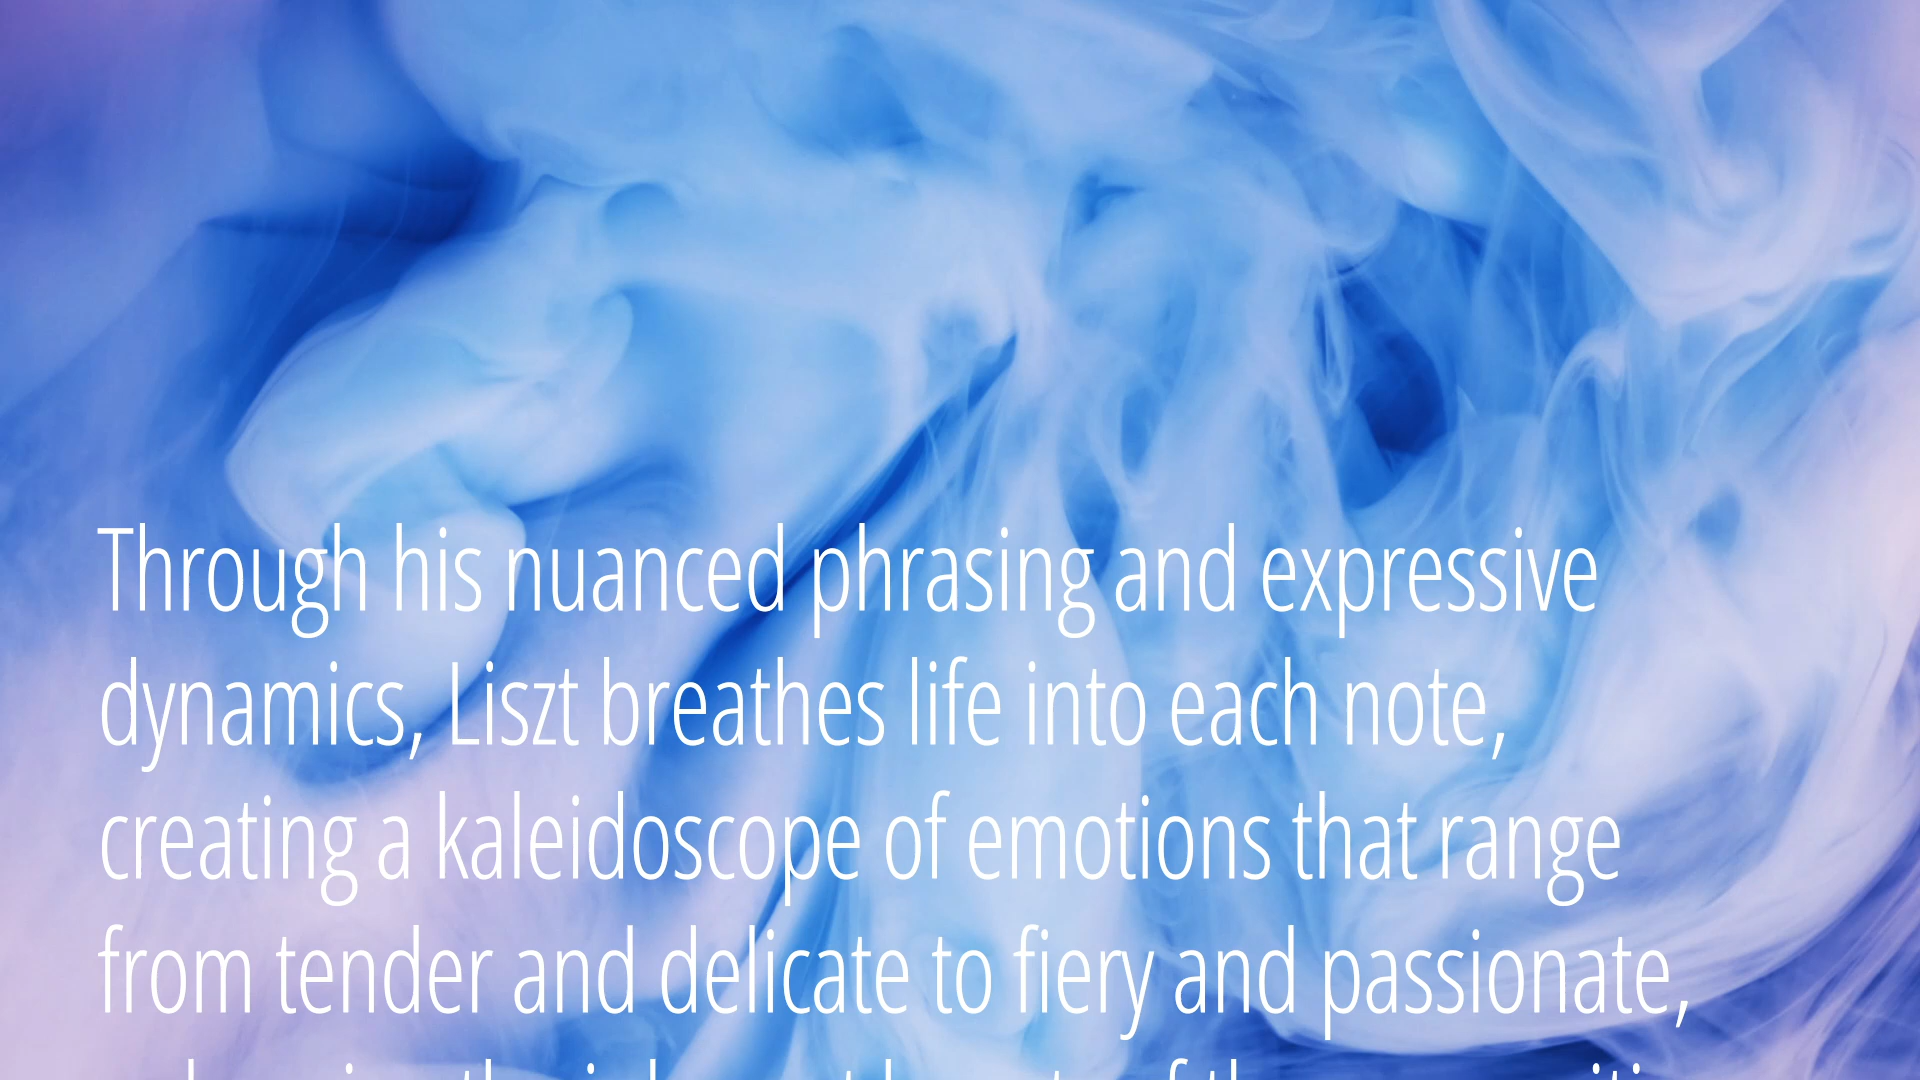 Through his nuanced phrasing and expressive
dynamics, Liszt breathes life into each note,
creating a kaleidoscope of emotions that range
from tender and delicate to fiery and passionate,